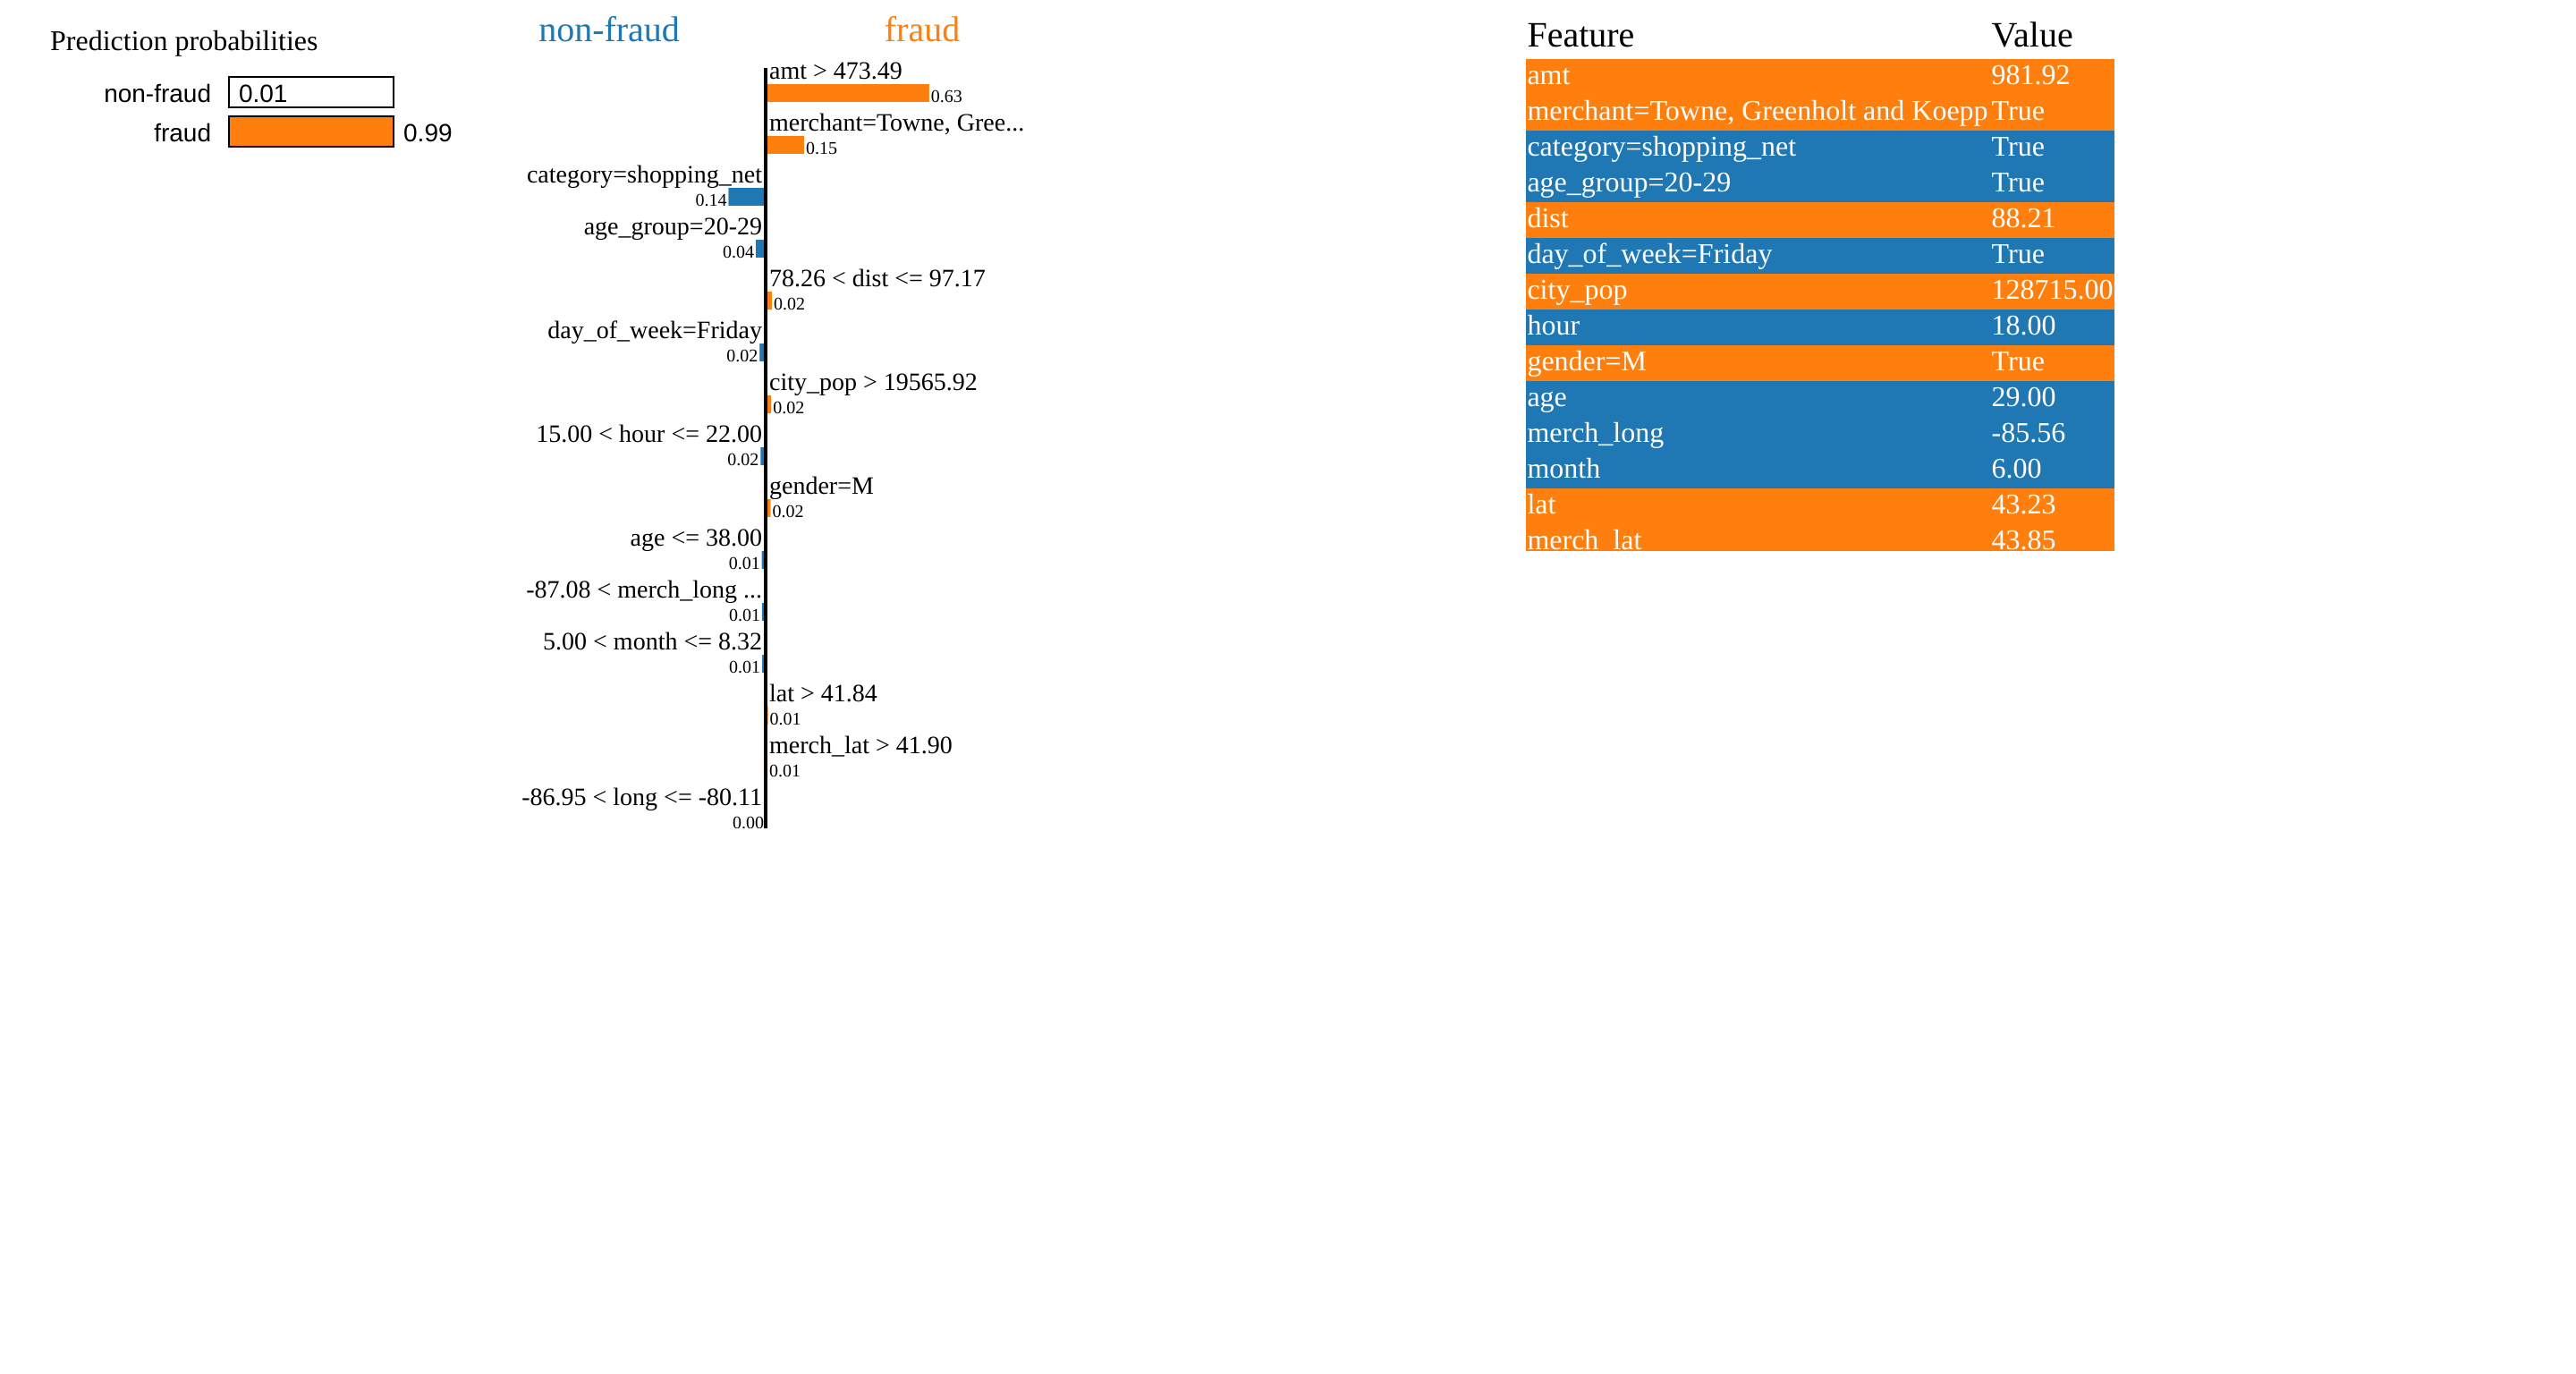 Prediction probabilities
non-fraud 0.01
fraud 0.99
non-fraud fraud
amt > 473.49
0.63
merchant=Towne, Gree...
0.15
category=shopping_net
0.14
age_group=20-29
0.04
78.26 < dist <= 97.17
0.02
day_of_week=Friday
0.02
city_pop > 19565.92
0.02
15.00 < hour <= 22.00
0.02
gender=M
0.02
age <= 38.00
0.01
-87.08 < merch_long ...
0.01
5.00 < month <= 8.32
0.01
lat > 41.84
0.01
merch_lat > 41.90
0.01
-86.95 < long <= -80.11
0.00
Feature Value
amt 981.92
merchant=Towne, Greenholt and Koepp True
category=shopping_net True
age_group=20-29 True
dist 88.21
day_of_week=Friday True
city_pop 128715.00
hour 18.00
gender=M True
age 29.00
merch_long -85.56
month 6.00
lat 43.23
merch_lat 43.85